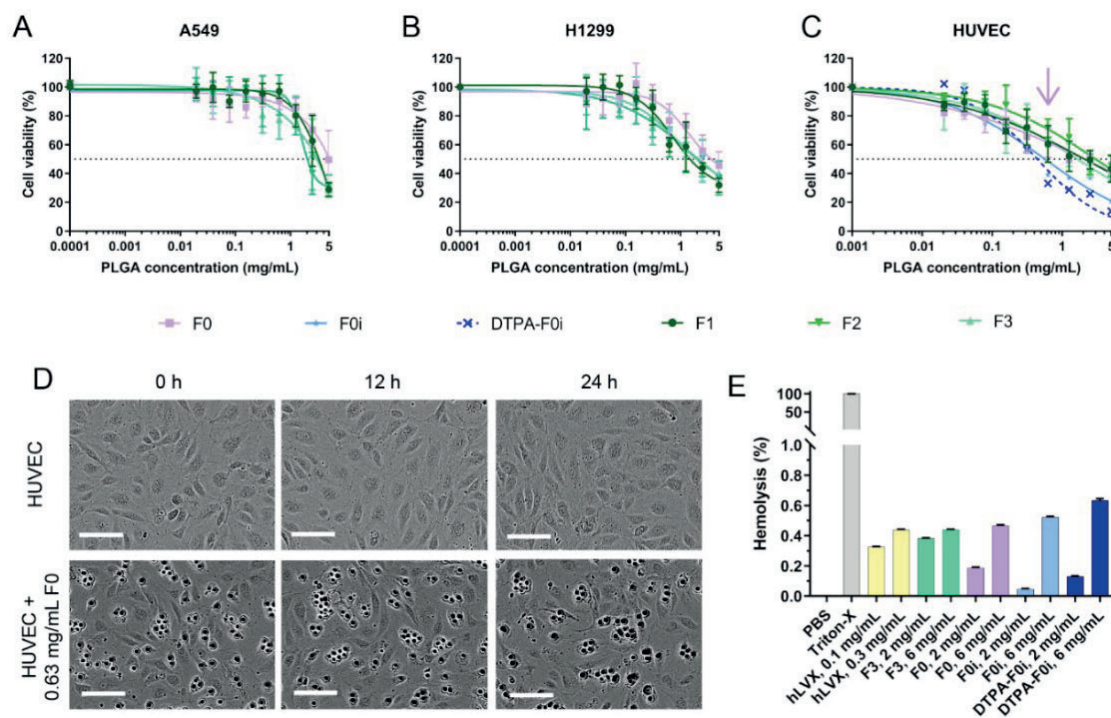 A
A549
Cell viability (%)
120
100
80
60
40
20
0
0.0001
0.001
0.01
0.1
1
5
PLGA concentration (mg/mL)
B
H1299
Cell viability (%)
120
100
80
60
40
20
0
0.0001
0.001
0.01
0.1
1
5
PLGA concentration (mg/mL)
C
HUVEC
Cell viability (%)
120
100
80
60
40
20
0
0.001
0.01
0.1
1
5
PLGA concentration (mg/mL)
F0
F0i
DTPA-F0i
F1
F2
F3
D
0 h
12 h
24 h
HUVEC
HUVEC +
0.63 mg/mL F0
E
Hemolysis (%)
100
50
1.0
0.8
0.6
0.4
0.2
0.0
PBS
Triton-X
hLVX, 0.1 mg/mL
hLVX, 0.3 mg/mL
F3, 2 mg/mL
F3, 6 mg/mL
F0, 2 mg/mL
F0, 6 mg/mL
F0i, 2 mg/mL
F0i, 6 mg/mL
DTPA-F0i, 2 mg/mL
DTPA-F0i, 6 mg/mL